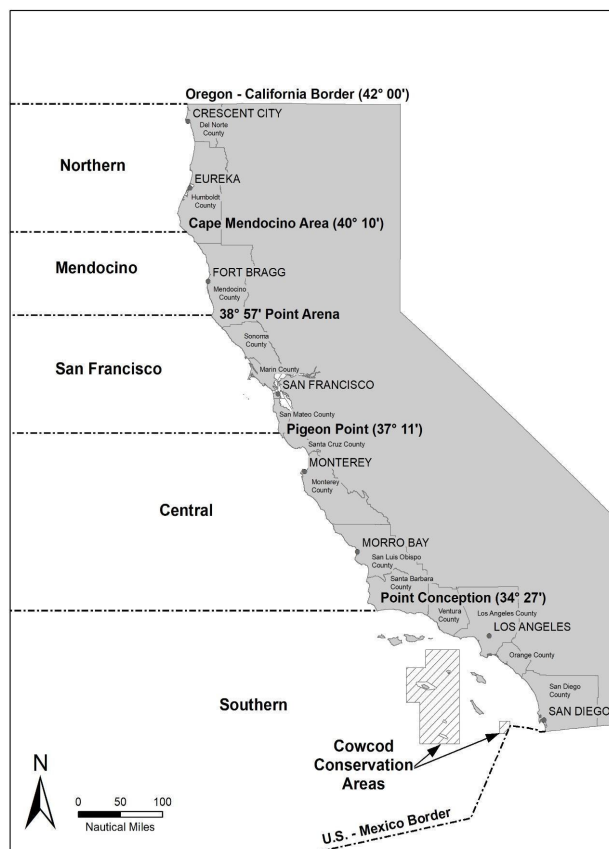 Oregon - California Border (42° 00')
CRESCENT CITY
Del Norte
County
Northern
EUREKA
Humboldt
County
Cape Mendocino Area (40° 10')
Mendocino
FORT BRAGG
Mendocino
County
38° 57' Point Arena
Sonoma
County
San Francisco
Marin County
SAN FRANCISCO
San Mateo County
Pigeon Point (37° 11')
Santa Cruz County
MONTEREY
Monterey
County
Central
MORRO BAY
San Luis Obispo
County
Santa Barbara
County
Point Conception (34° 27')
Ventura
County
Los Angeles County
LOS ANGELES
Orange County
San Diego
County
Southern
SAN DIEGO
Cowcod
Conservation
Areas
N
0 50 100
Nautical Miles
U.S. - Mexico Border